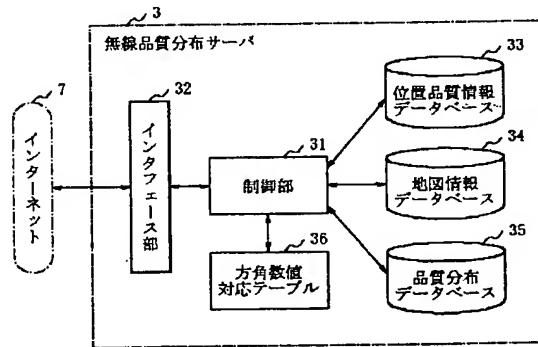 3
無線品質分布サーバ
7
インターネット
32
インタフェース部
31
制御部
36
方角数値
対応テーブル
33
位置品質情報
データベース
34
地図情報
データベース
35
品質分布
データベース